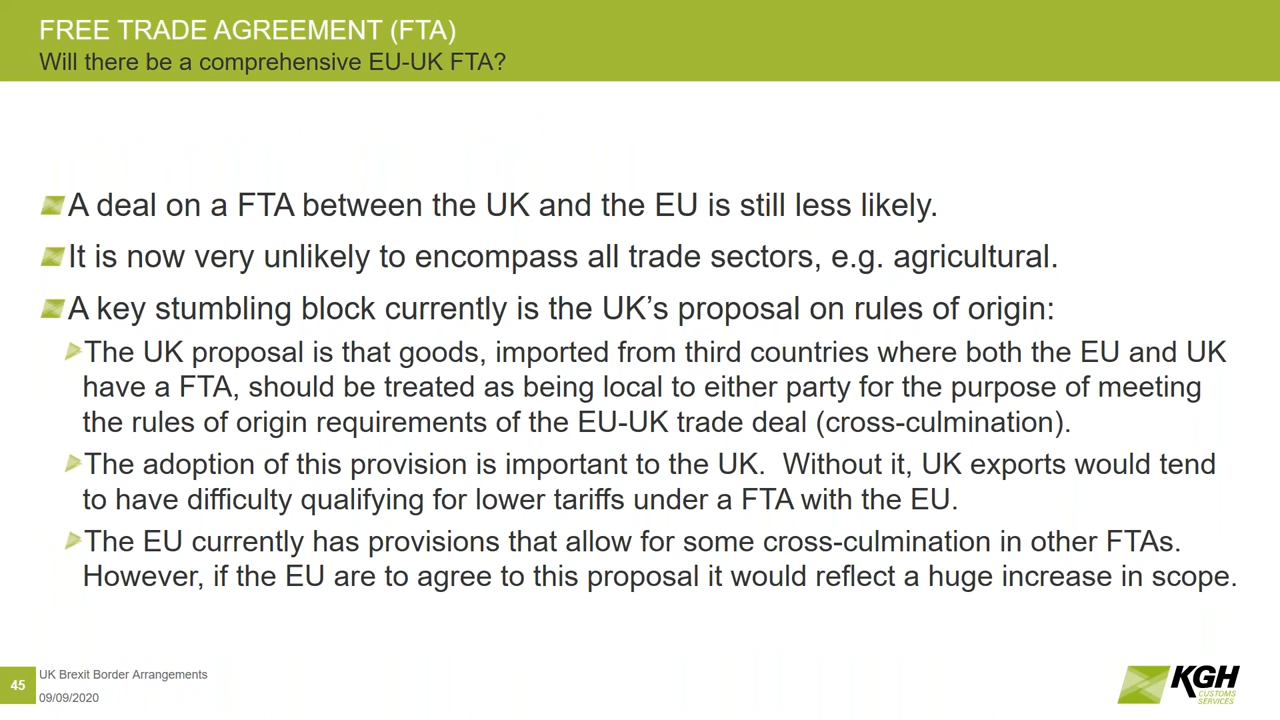 FREE TRADE AGREEMENT (FTA)
Will there be a comprehensive EU-UK FTA?
A deal on a FTA between the UK and the EU is still less likely.
It is now very unlikely to encompass all trade sectors, e.g. agricultural.
A key stumbling block currently is the UK’s proposal on rules of origin:
The UK proposal is that goods, imported from third countries where both the EU and UK
have a FTA, should be treated as being local to either party for the purpose of meeting
the rules of origin requirements of the EU-UK trade deal (cross-culmination).
The adoption of this provision is important to the UK.  Without it, UK exports would tend
to have difficulty qualifying for lower tariffs under a FTA with the EU.
The EU currently has provisions that allow for some cross-culmination in other FTAs.
However, if the EU are to agree to this proposal it would reflect a huge increase in scope.
45
UK Brexit Border Arrangements
09/09/2020
KGH
CUSTOMS
SERVICES